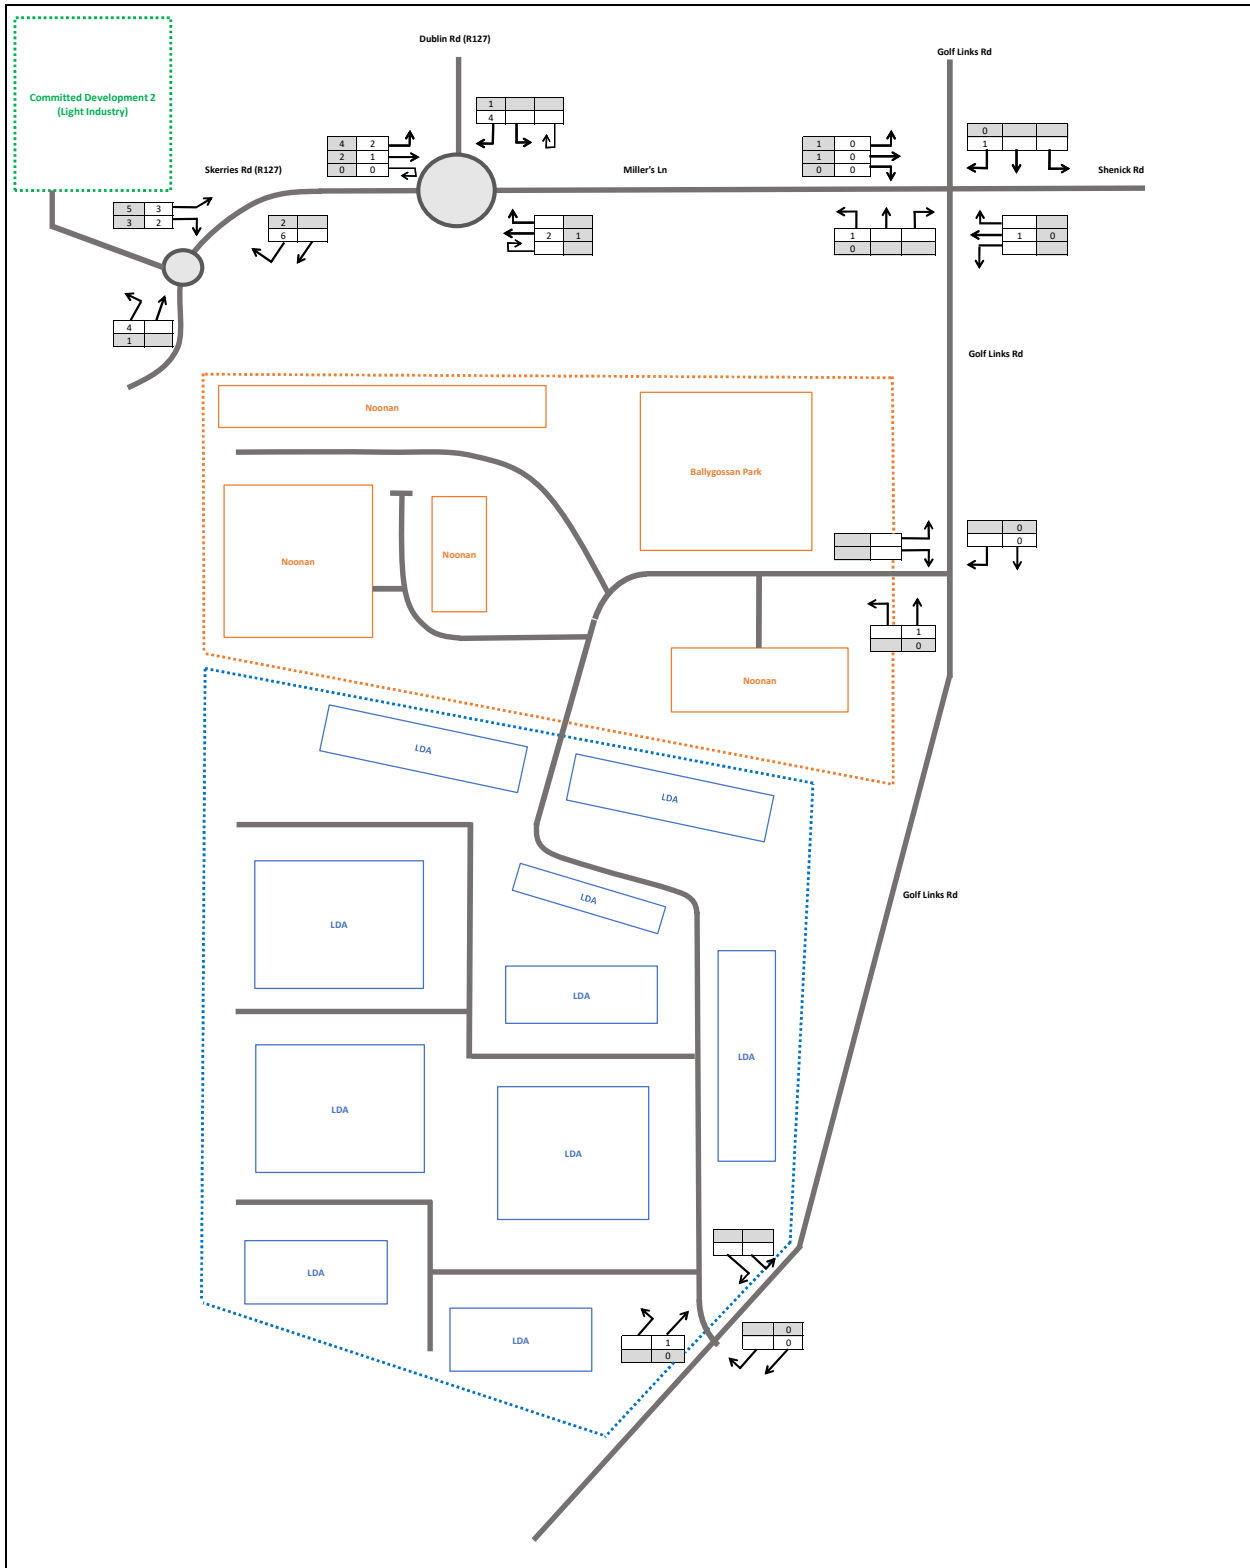 Dublin Rd (R127)
Golf Links Rd
Committed Development 2
(Light Industry)
1
4
4 2
2 1
0 0
1 0
1 0
0 0
0
1
Skerries Rd (R127)
Miller's Ln
Shenick Rd
5 3
3 2
2
6
2 1
1
0
1 0
4
1
Golf Links Rd
Noonan
Ballygossan Park
Noonan
Noonan
0
0
1
0
Noonan
LDA
LDA
LDA
Golf Links Rd
LDA
LDA
LDA
LDA
LDA
LDA
LDA
1
0
0
0
LDA